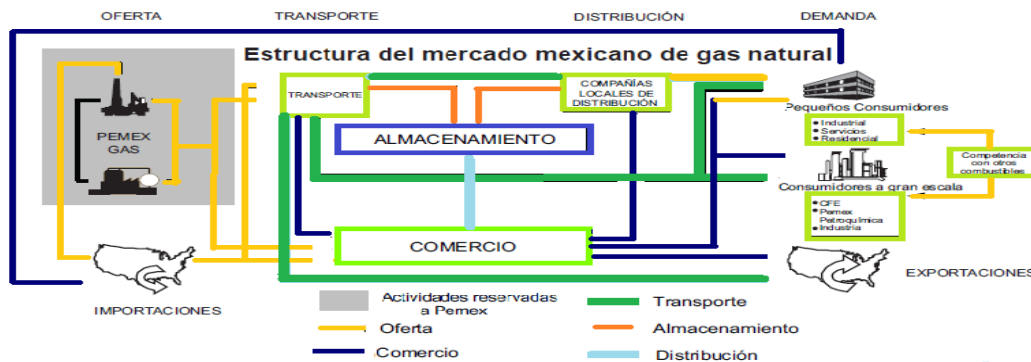 OFERTA
TRANSPORTE
DISTRIBUCIÓN
DEMANDA
Estructura del mercado mexicano de gas natural
TRANSPORTE
COMPAÑÍAS
LOCALES DE
DISTRIBUCIÓN
PEMEX
GAS
ALMACENAMIENTO
Pequeños Consumidores
• Industrial
• Servicios
• Residencial
Competencia
con otros
combustibles
Consumidores a gran escala
• CFE
• Pemex
Petroquímica
• Industria
COMERCIO
IMPORTACIONES
EXPORTACIONES
Actividades reservadas
a Pemex
Transporte
Oferta
Almacenamiento
Comercio
Distribución